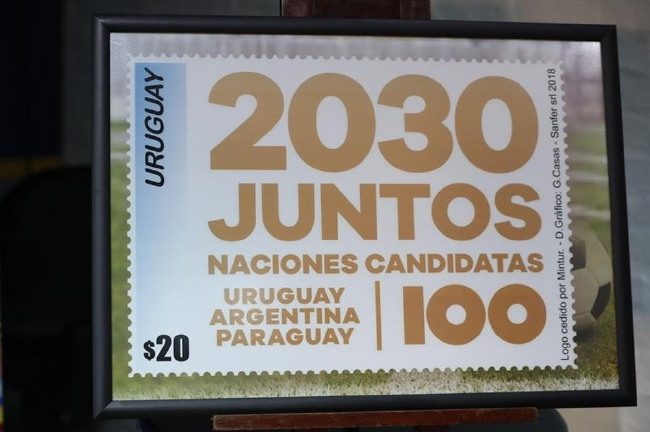 URUGUAY
2030
JUNTOS
NACIONES CANDIDATAS
URUGUAY
ARGENTINA
PARAGUAY
100
$20
Logo cedido por Mintur. - D.Gráfico: G.Casas - Sanfer srl 2018